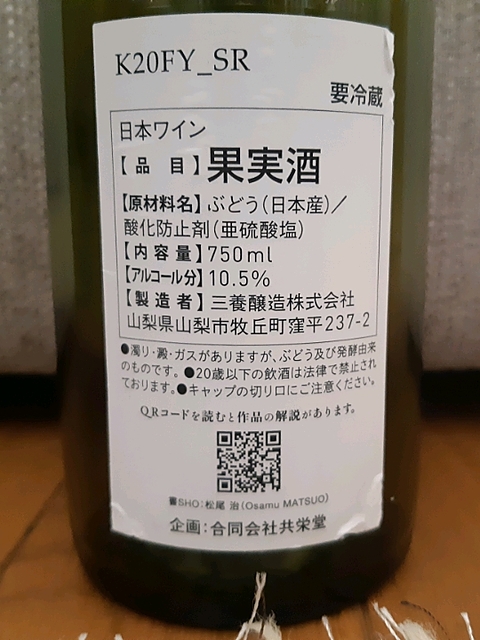 K20FY_SR
要冷蔵
日本ワイン
【品目】果実酒
【原材料名】ぶどう(日本産)/
酸化防止剤(亜硫酸塩)
【内容量】750ml
【アルコール分】10.5%
【製造者】三養醸造株式会社
山梨県山梨市牧丘町窪平237-2
●濁り・澱・ガスがありますが、ぶどう及び発酵由来
のものです。●20歳以下の飲酒は法律で禁止され
ております。●キャップの切り口にご注意ください。
QRコードを読むと作品の解説があります。
書SHO:松尾 治(Osamu MATSUO)
企画:合同会社共栄堂